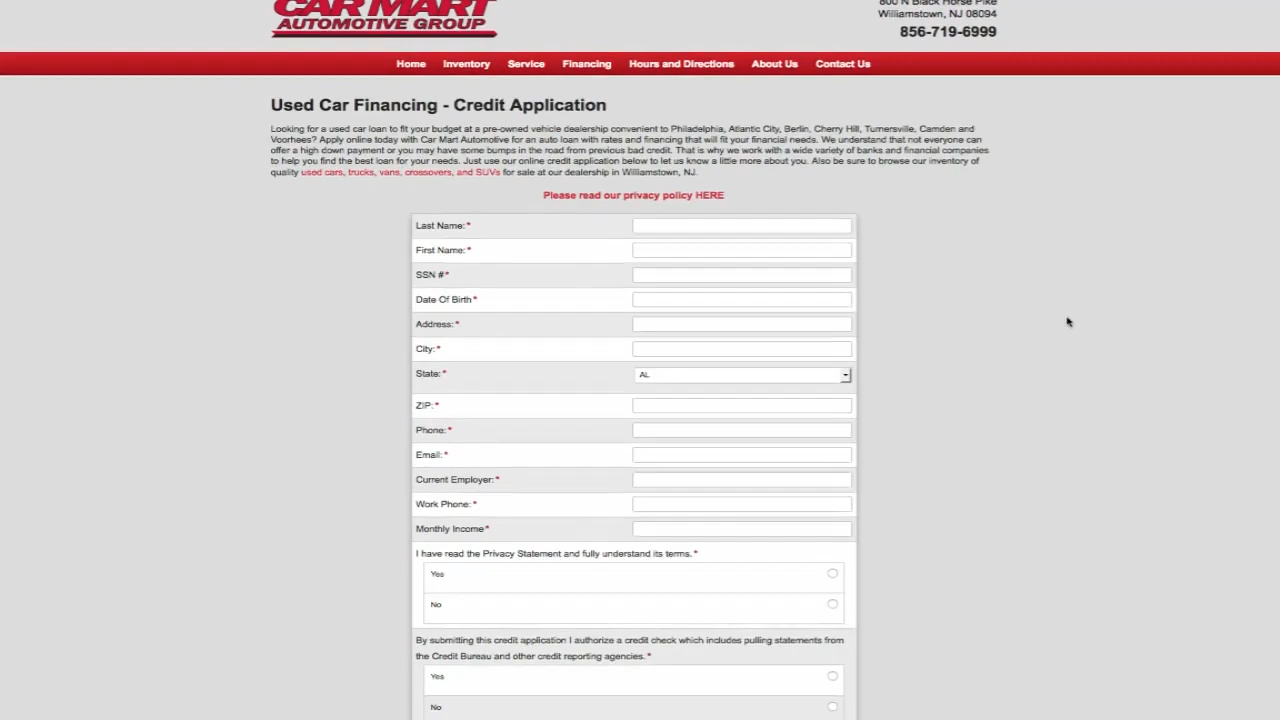 CAR MART
AUTOMOTIVE GROUP
800 N Black Horse Pike
Williamstown, NJ 08094
856-719-6999
Home Inventory Service Financing Hours and Directions About Us Contact Us
Used Car Financing - Credit Application
Looking for a used car loan to fit your budget at a pre-owned vehicle dealership convenient to Philadelphia, Atlantic City, Berlin, Cherry Hill, Turnersville, Camden and
Voorhees? Apply online today with Car Mart Automotive for an auto loan with rates and financing that will fit your financial needs. We understand that not everyone can
offer a high down payment or you may have some bumps in the road from previous bad credit. That is why we work with a wide variety of banks and financial companies
to help you find the best loan for your needs. Just use our online credit application below to let us know a little more about you. Also be sure to browse our inventory of
quality used cars, trucks, vans, crossovers, and SUVs for sale at our dealership in Williamstown, NJ.
Please read our privacy policy HERE
Last Name:*
First Name:*
SSN #*
Date Of Birth*
Address:*
City:*
State:* AL
ZIP:*
Phone:*
Email:*
Current Employer:*
Work Phone:*
Monthly Income*
I have read the Privacy Statement and fully understand its terms.*
Yes
No
By submitting this credit application I authorize a credit check which includes pulling statements from
the Credit Bureau and other credit reporting agencies.*
Yes
No